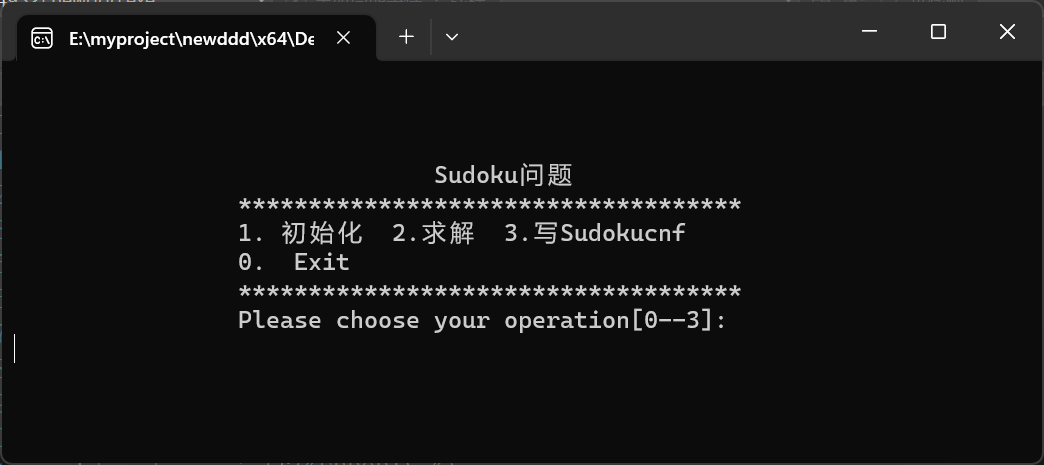 E:\myproject\newddd\x64\De
Sudoku问题
************************************
1. 初始化 2.求解 3.写Sudokucnf
0. Exit
************************************
Please choose your operation[0--3]: